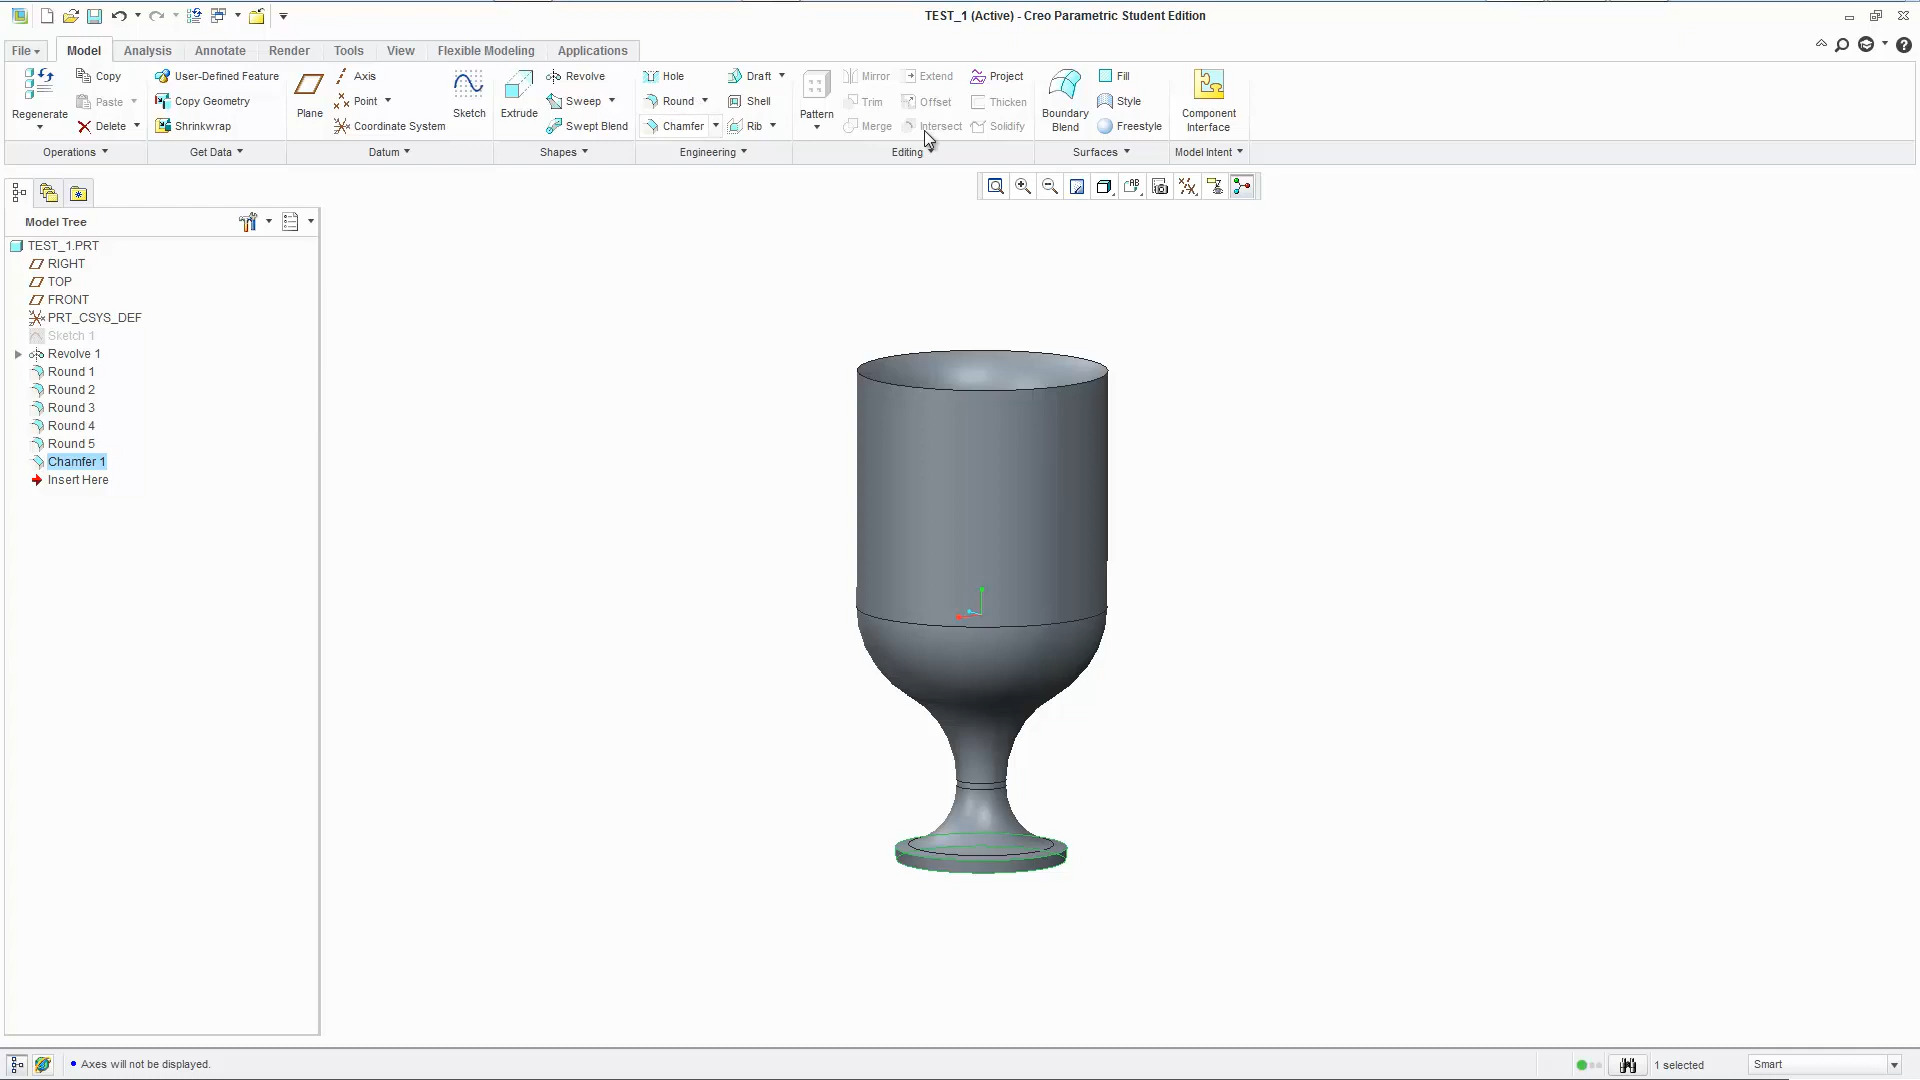 TEST_1 (Active) - Creo Parametric Student Edition
File Model Analysis Annotate Render Tools View Flexible Modeling Applications
Regenerate
Copy
Paste
Delete
Operations
User-Defined Feature
Copy Geometry
Shrinkwrap
Get Data
Plane
Axis
Point
Coordinate System
Sketch
Datum
Extrude
Revolve
Sweep
Swept Blend
Shapes
Hole
Round
Chamfer
Draft
Shell
Rib
Engineering
Pattern
Mirror
Trim
Merge
Extend
Offset
Intersect
Project
Thicken
Solidify
Editing
Boundary
Blend
Fill
Style
Freestyle
Surfaces
Component
Interface
Model Intent
Model Tree
TEST_1.PRT
RIGHT
TOP
FRONT
PRT_CSYS_DEF
Sketch 1
Revolve 1
Round 1
Round 2
Round 3
Round 4
Round 5
Chamfer 1
Insert Here
Axes will not be displayed.
1 selected
Smart